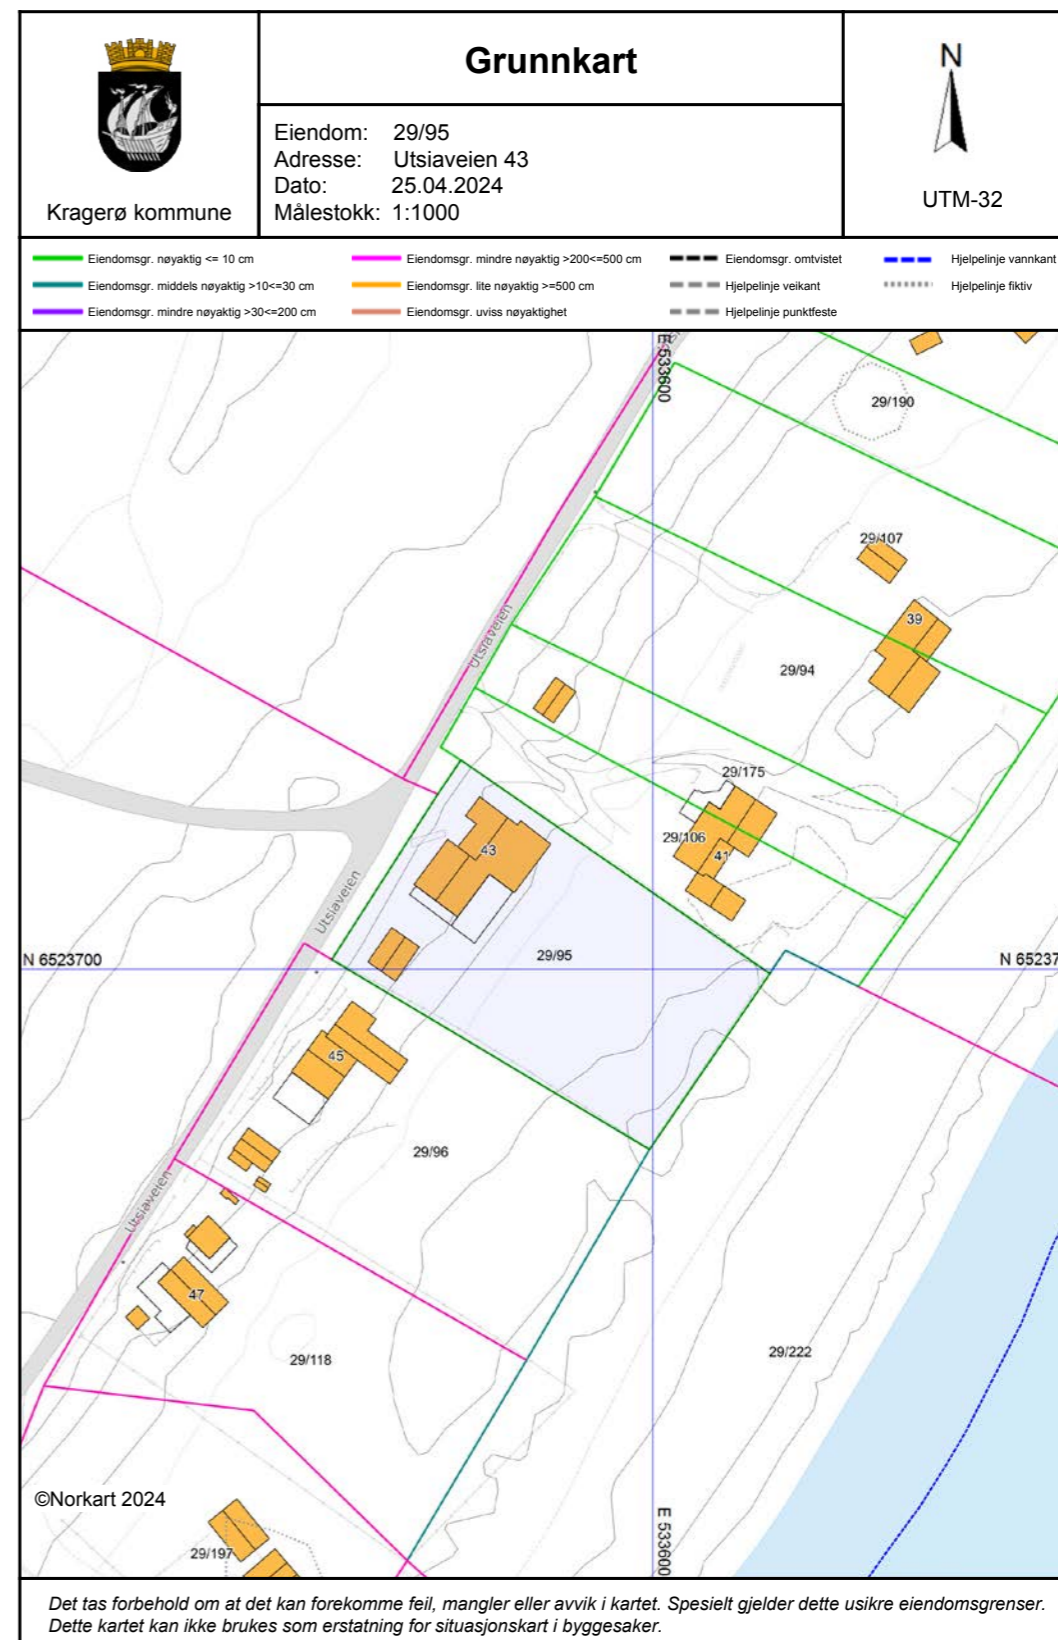 Kragerø kommune
Grunnkart
Eiendom: 29/95
Adresse: Utsiaveien 43
Dato: 25.04.2024
Målestokk: 1:1000
N
UTM-32
Eiendomsgr. nøyaktig <= 10 cm
Eiendomsgr. middels nøyaktig >10<=30 cm
Eiendomsgr. mindre nøyaktig >30<=200 cm
Eiendomsgr. mindre nøyaktig >200<=500 cm
Eiendomsgr. lite nøyaktig >=500 cm
Eiendomsgr. uviss nøyaktighet
Eiendomsgr. omtvistet
Hjelpelinje veikant
Hjelpelinje punktfeste
Hjelpelinje vannkant
Hjelpelinje fiktiv
E 533600
29/190
29/107
39
Utsiaveien
29/94
29/175
29/106
41
43
Utsiaveien
29/95
N 6523700
N 65237
45
29/96
Utsiaveien
47
29/118
29/222
©Norkart 2024
E 533600
29/197
Det tas forbehold om at det kan forekomme feil, mangler eller avvik i kartet. Spesielt gjelder dette usikre eiendomsgrenser.
Dette kartet kan ikke brukes som erstatning for situasjonskart i byggesaker.